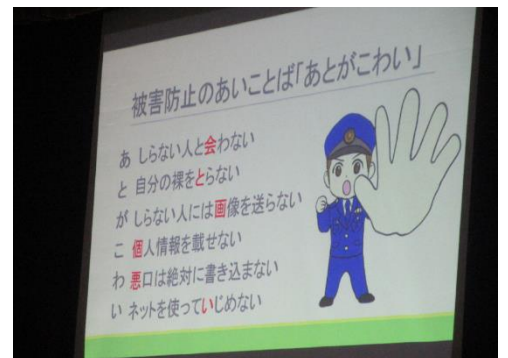 被害防止のあいことば「あとがこわい」
あ しらない人と会わない
と 自分の裸をとらない
が しらない人には画像を送らない
こ 個人情報を載せない
わ 悪口は絶対に書き込まない
い ネットを使っていじめない